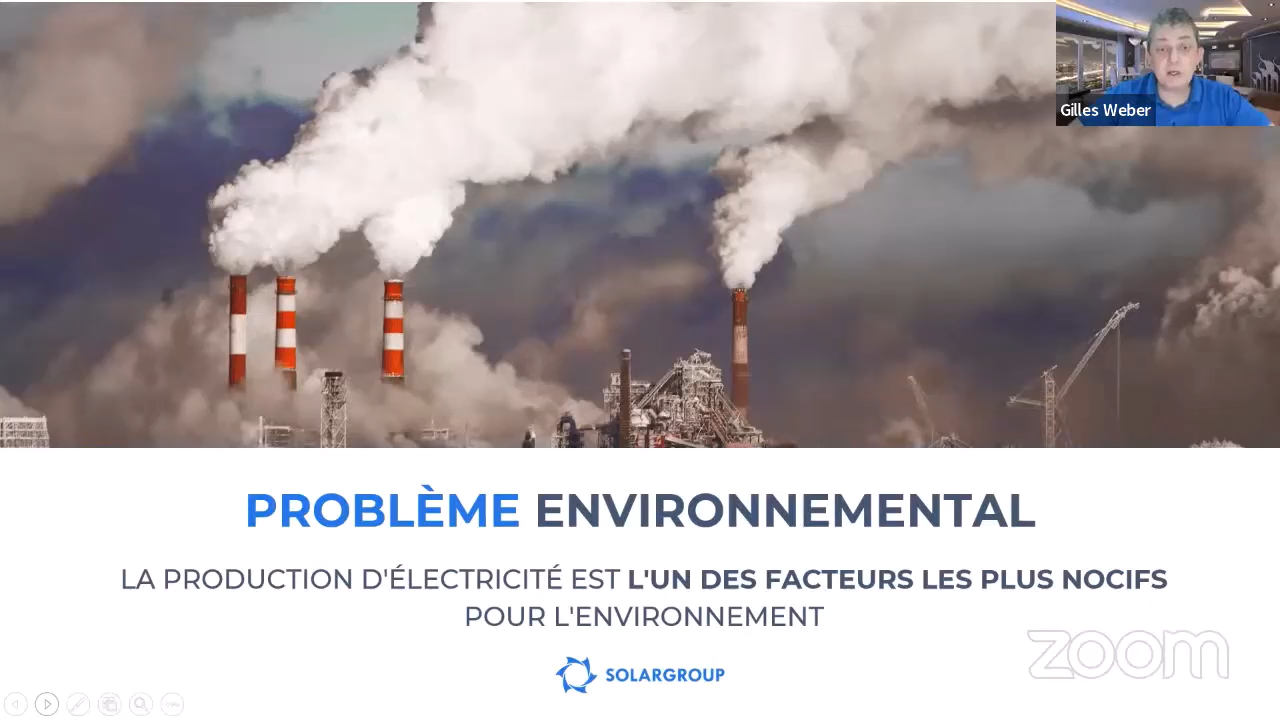 Gilles Weber
PROBLÈME ENVIRONNEMENTAL
LA PRODUCTION D'ÉLECTRICITÉ EST L'UN DES FACTEURS LES PLUS NOCIFS
POUR L'ENVIRONNEMENT
zoom
SOLARGROUP